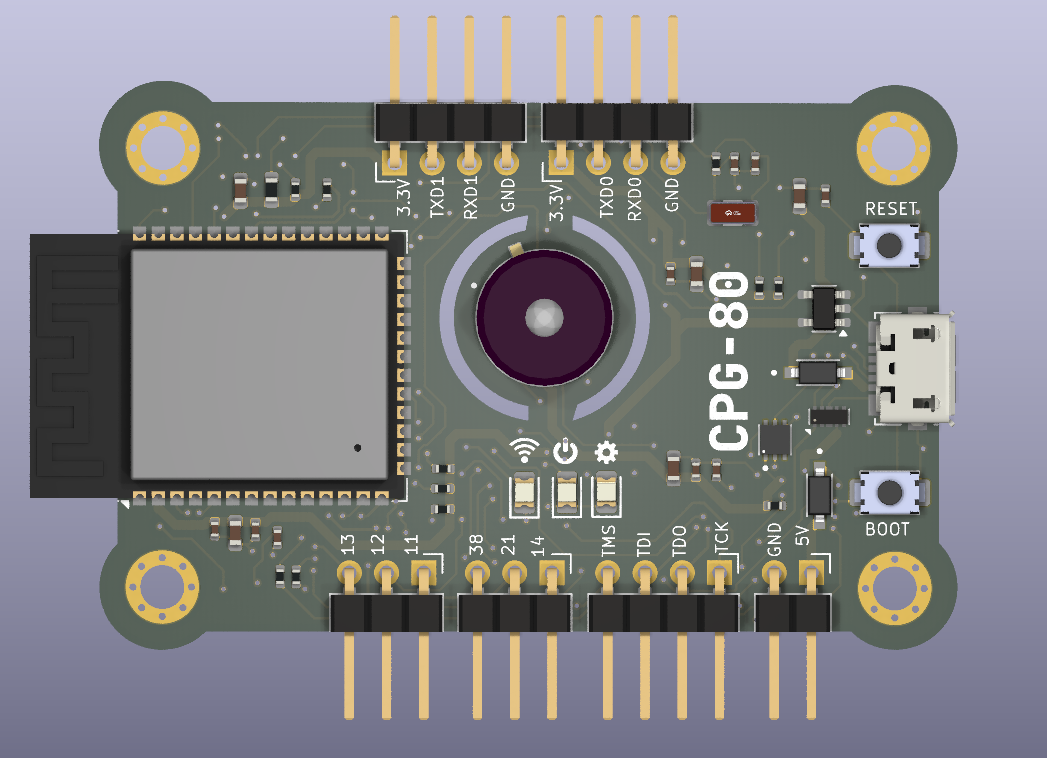 3.3V TXD1 RXD1 GND 3.3V TXD0 RXD0 GND
RESET
CPG-80
13 12 11 38 21 14 TMS TDI TDO TCK GND 5V
BOOT